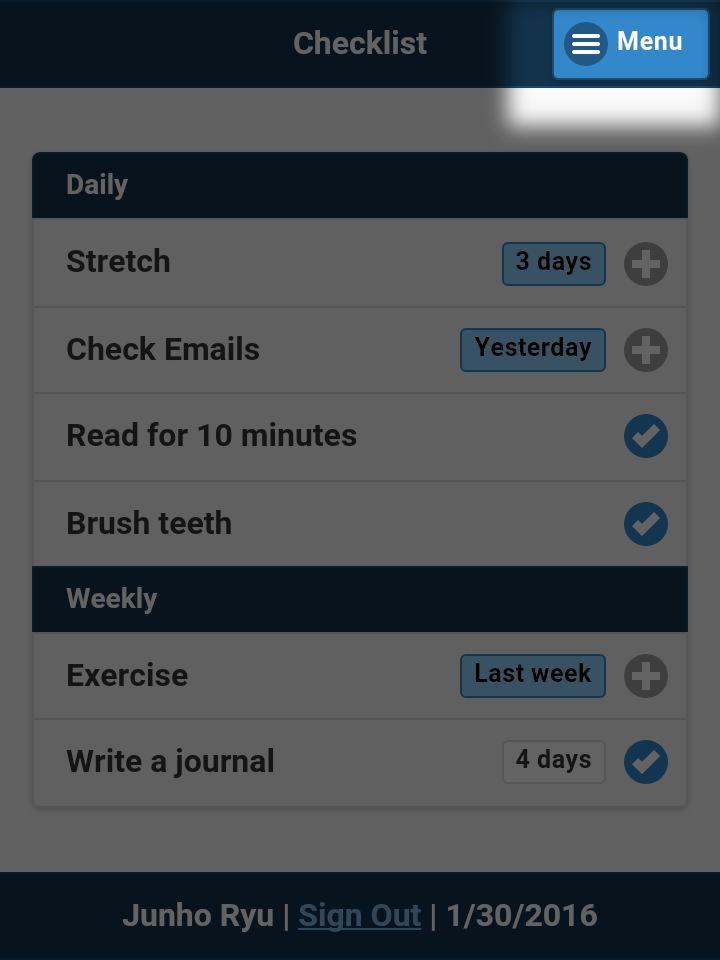 Checklist
Menu
Daily
Stretch 3 days
Check Emails Yesterday
Read for 10 minutes
Brush teeth
Weekly
Exercise Last week
Write a journal 4 days
Junho Ryu | Sign Out | 1/30/2016